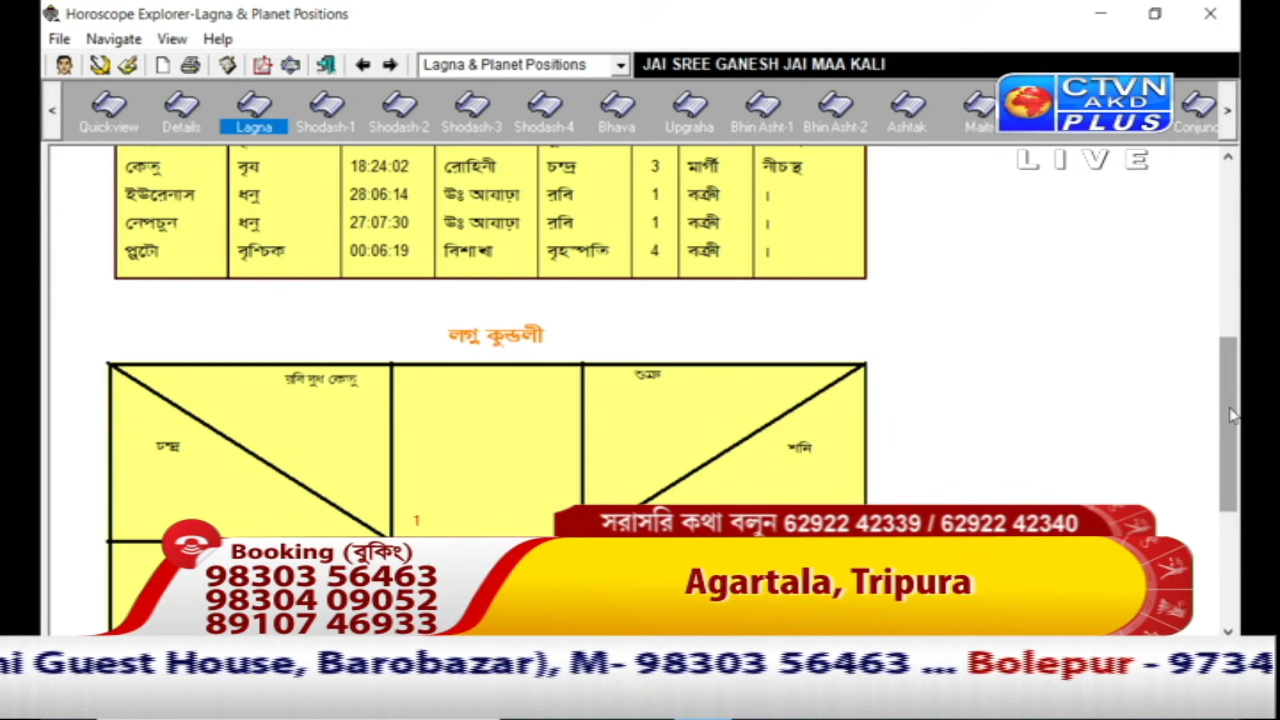 Horoscope Explorer-Lagna & Planet Positions
File Navigate View Help
Lagna & Planet Positions JAI SREE GANESH JAI MAA KALI
Quickview Details Lagna Shodash-1 Shodash-2 Shodash-3 Shodash-4 Bhava Upgraha Bhin Asht-1 Bhin Asht-2 Ashtak Conjunc
CTVN
AKD
PLUS
LIVE
কেতু বৃষ 18:24:02 রোহিনী চন্দ্র 3 মার্গী নীচস্থ
ইউরেনাস ধনু 28:06:14 উঃ আষাঢ়া রবি 1 বক্রী ।
নেপচুন ধনু 27:07:30 উঃ আষাঢ়া রবি 1 বক্রী ।
প্লুটো বৃশ্চিক 00:06:19 বিশাখা বৃহস্পতি 4 বক্রী ।
লগ্ন কুন্ডলী
রবি বুধ কেতু শুক্র
চন্দ্র শনি
1
সরাসরি কথা বলুন 62922 42339 / 62922 42340
Booking (বুকিং)
98303 56463
98304 09052
89107 46933
Agartala, Tripura
Guest House, Barobazar), M- 98303 56463 ... Bolepur - 9734